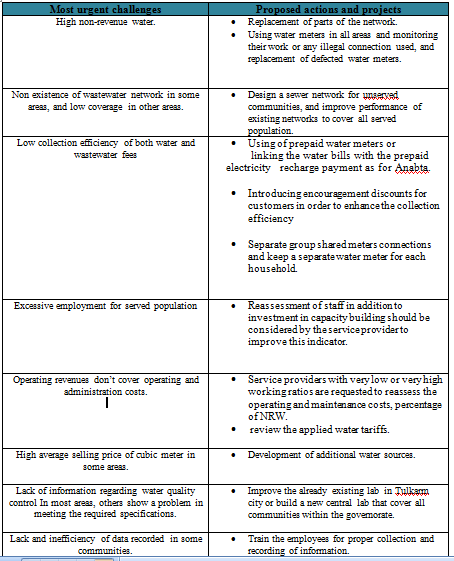 Most urgent challenges
Proposed actions and projects
High non-revenue water.
• Replacement of parts of the network.
• Using water meters in all areas and monitoring
their work or any illegal connection used, and
replacement of defected water meters.
Non existence of wastewater network in some
areas, and low coverage in other areas.
• Design a sewer network for unserved
communities, and improve performance of
existing networks to cover all served
population.
Low collection efficiency of both water and
wastewater fees
• Using of prepaid water meters or
linking the water bills with the prepaid
electricity recharge payment as for Anabta.
• Introducing encouragement discounts for
customers in order to enhance the collection
efficiency
• Separate group shared meters connections
and keep a separate water meter for each
household.
Excessive employment for served population
• Reassessment of staff in addition to
investment in capacity building should be
considered by the service provider to
improve this indicator.
Operating revenues don't cover operating and
administration costs.
• Service providers with very low or very high
working ratios are requested to reassess the
operating and maintenance costs, percentage
of NRW.
• review the applied water tariffs.
High average selling price of cubic meter in
some areas.
• Development of additional water sources.
Lack of information regarding water quality
control In most areas, others show a problem in
meeting the required specifications.
• Improve the already existing lab in Tulkarm
city or build a new central lab that cover all
communities within the governorate.
Lack and inefficiency of data recorded in some
communities.
• Train the employees for proper collection and
recording of information.